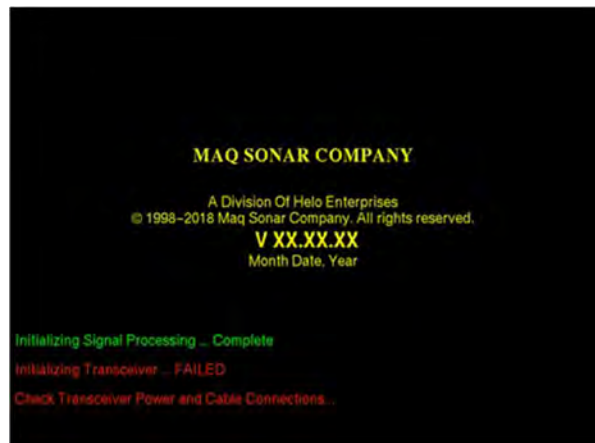 MAQ SONAR COMPANY
A Division Of Helo Enterprises
© 1998-2018 Maq Sonar Company. All rights reserved.
V XX.XX.XX
Month Date, Year
Initializing Signal Processing ... Complete
Initializing Transceiver ... FAILED
Check Transceiver Power and Cable Connections...